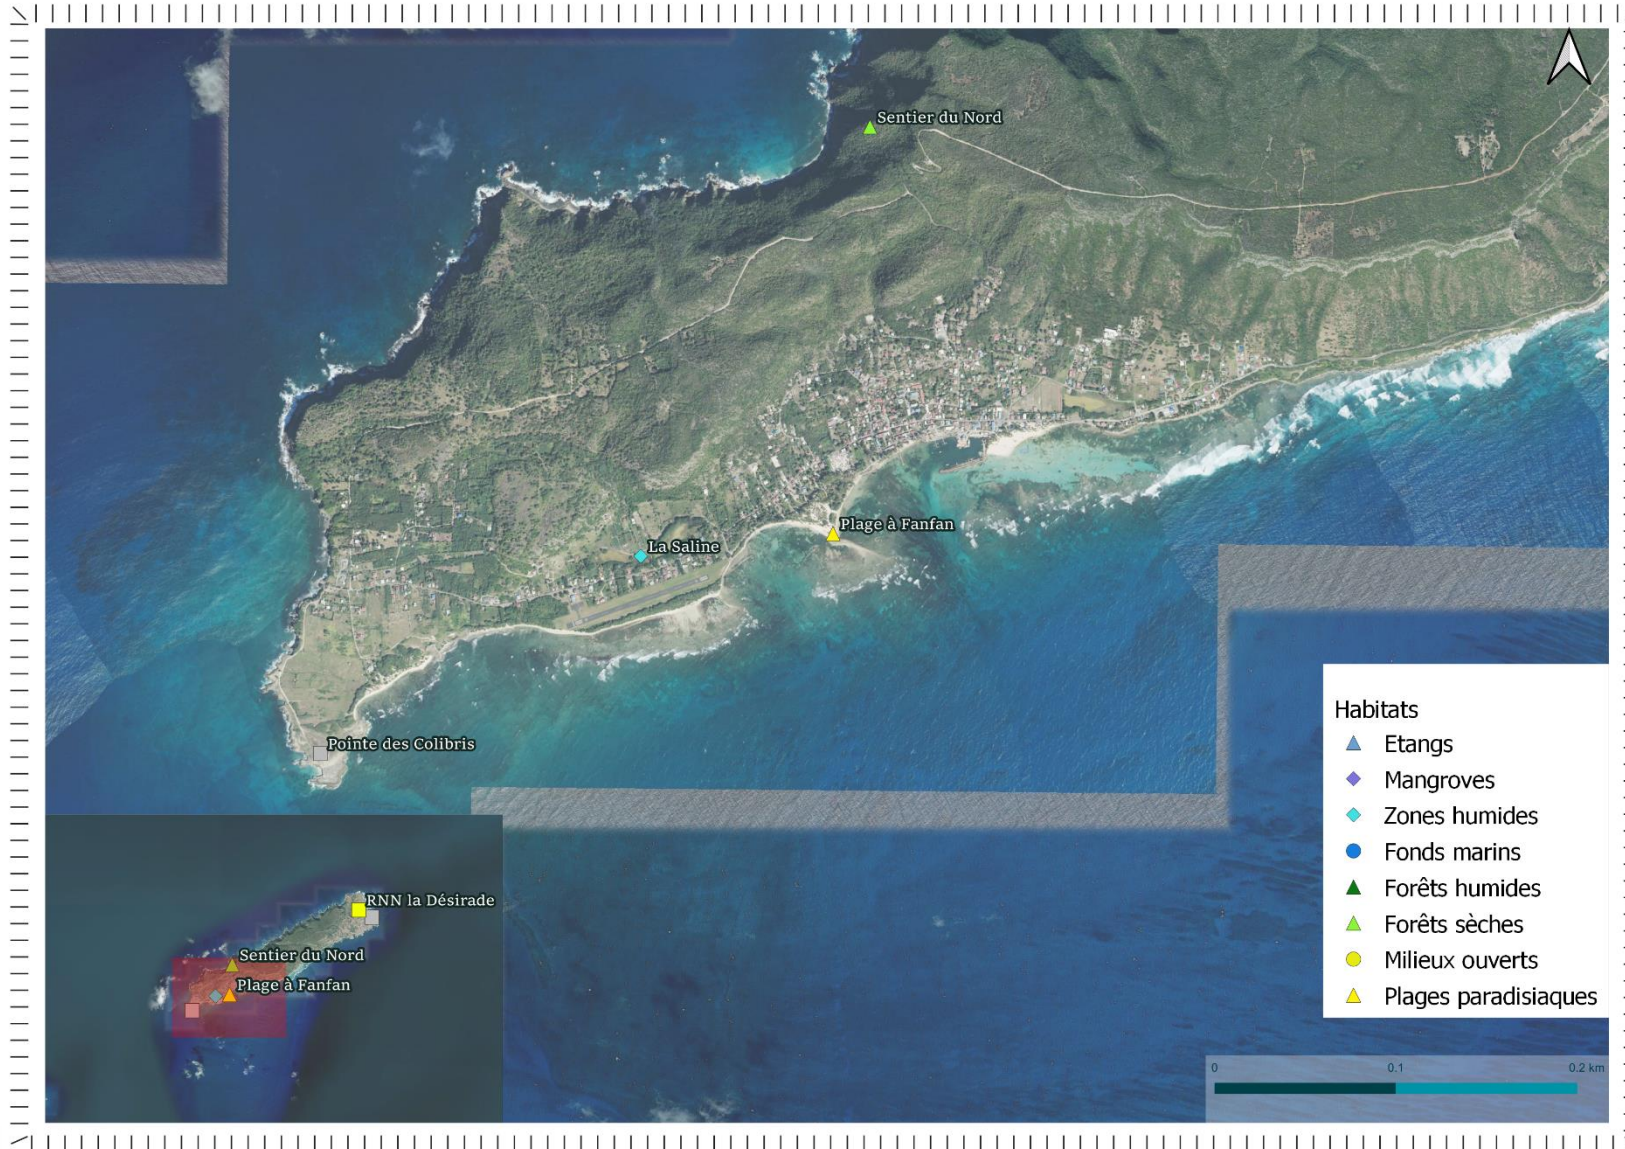 Sentier du Nord
Plage à Fanfan
La Saline
Pointe des Colibris
Habitats
Etangs
Mangroves
Zones humides
Fonds marins
Forêts humides
Forêts sèches
Milieux ouverts
Plages paradisiaques
RNN la Désirade
Sentier du Nord
Plage à Fanfan
0 0.1 0.2 km